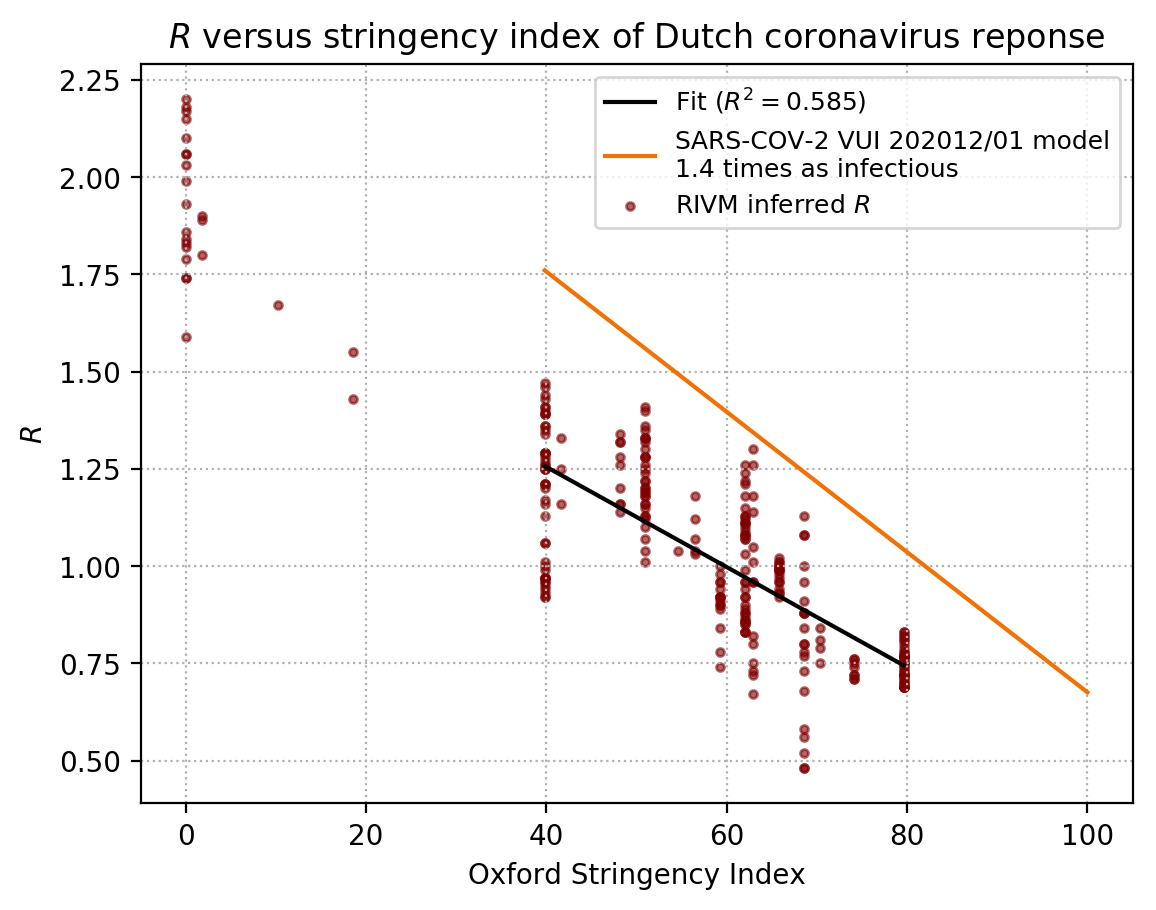 R versus stringency index of Dutch coronavirus reponse
2.25
2.00
1.75
1.50
1.25
1.00
0.75
0.50
R
Fit (R² = 0.585)
SARS-COV-2 VUI 202012/01 model
1.4 times as infectious
RIVM inferred R
0 20 40 60 80 100
Oxford Stringency Index